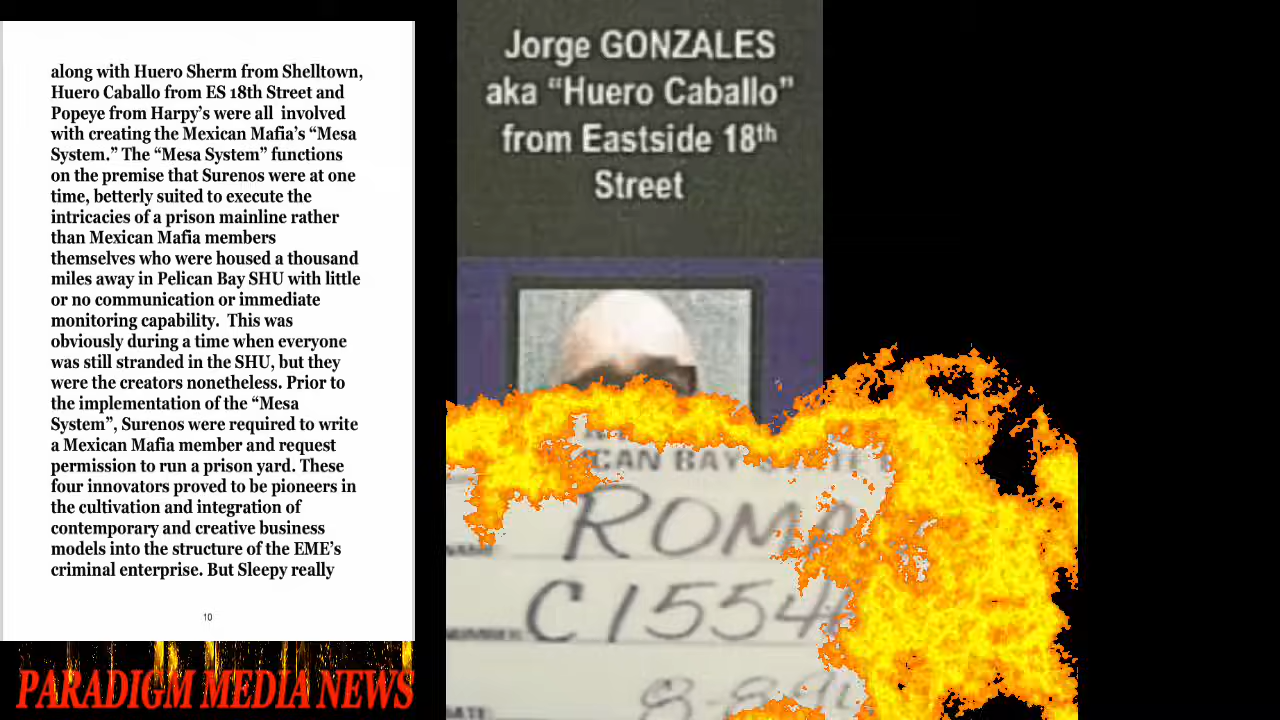 along with Huero Sherm from Shelltown,
Huero Caballo from ES 18th Street and
Popeye from Harpy's were all  involved
with creating the Mexican Mafia's “Mesa
System.” The “Mesa System” functions
on the premise that Surenos were at one
time, betterly suited to execute the
intricacies of a prison mainline rather
than Mexican Mafia members
themselves who were housed a thousand
miles away in Pelican Bay SHU with little
or no communication or immediate
monitoring capability.  This was
obviously during a time when everyone
was still stranded in the SHU, but they
were the creators nonetheless. Prior to
the implementation of the “Mesa
System”, Surenos were required to write
a Mexican Mafia member and request
permission to run a prison yard. These
four innovators proved to be pioneers in
the cultivation and integration of
contemporary and creative business
models into the structure of the EME's
criminal enterprise. But Sleepy really
10
PARADIGM MEDIA NEWS
Jorge GONZALES
aka “Huero Caballo”
from Eastside 18th
Street
BAY
NAME
NUMBER
DATE